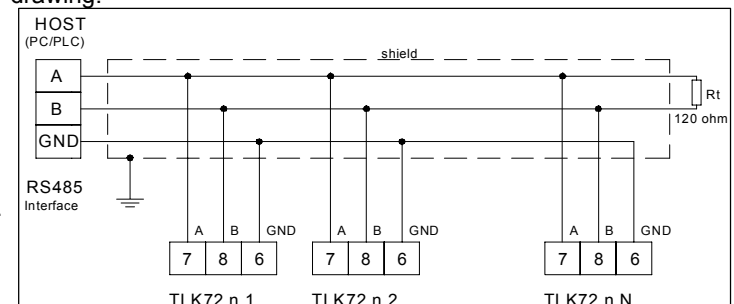 drawing.
HOST
(PC/PLC)
shield
A
B
GND
Rt
120 ohm
RS485
Interface
A B GND A B GND A B GND
7 8 6 7 8 6 7 8 6
TLK72 n.1 TLK72 n.2 TLK72 n.N